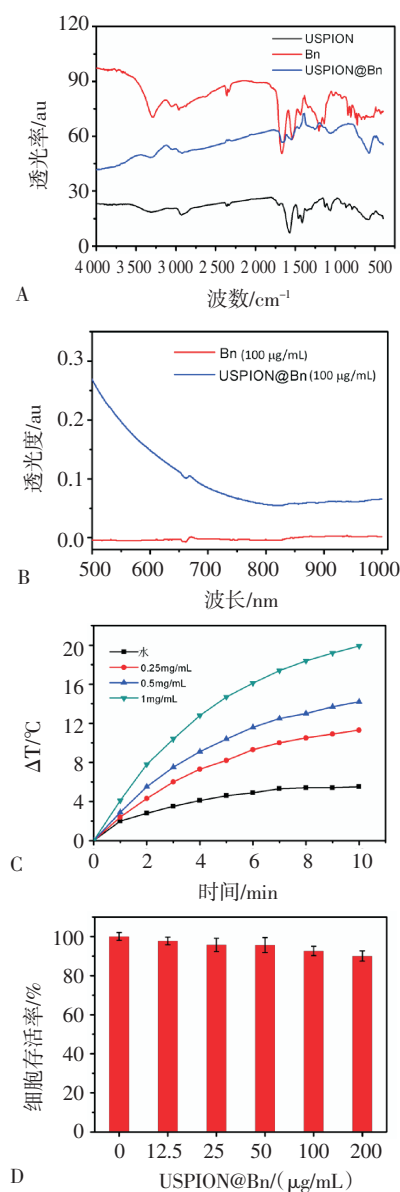 USPION
Bn
USPION@Bn
120
90
60
30
0
透光率/au
4 000 3 500 3 000 2 500 2 000 1 500 1 000 500
A
波数/cm⁻¹
Bn (100 μg/mL)
USPION@Bn (100 μg/mL)
0.3
0.2
0.1
0.0
透光度/au
500 600 700 800 900 1000
B
波长/nm
水
0.25mg/mL
0.5mg/mL
1mg/mL
20
16
12
8
4
0
ΔT/℃
0 2 4 6 8 10
C
时间/min
100
80
60
40
20
0
细胞存活率/%
0 12.5 25 50 100 200
D
USPION@Bn/(μg/mL)